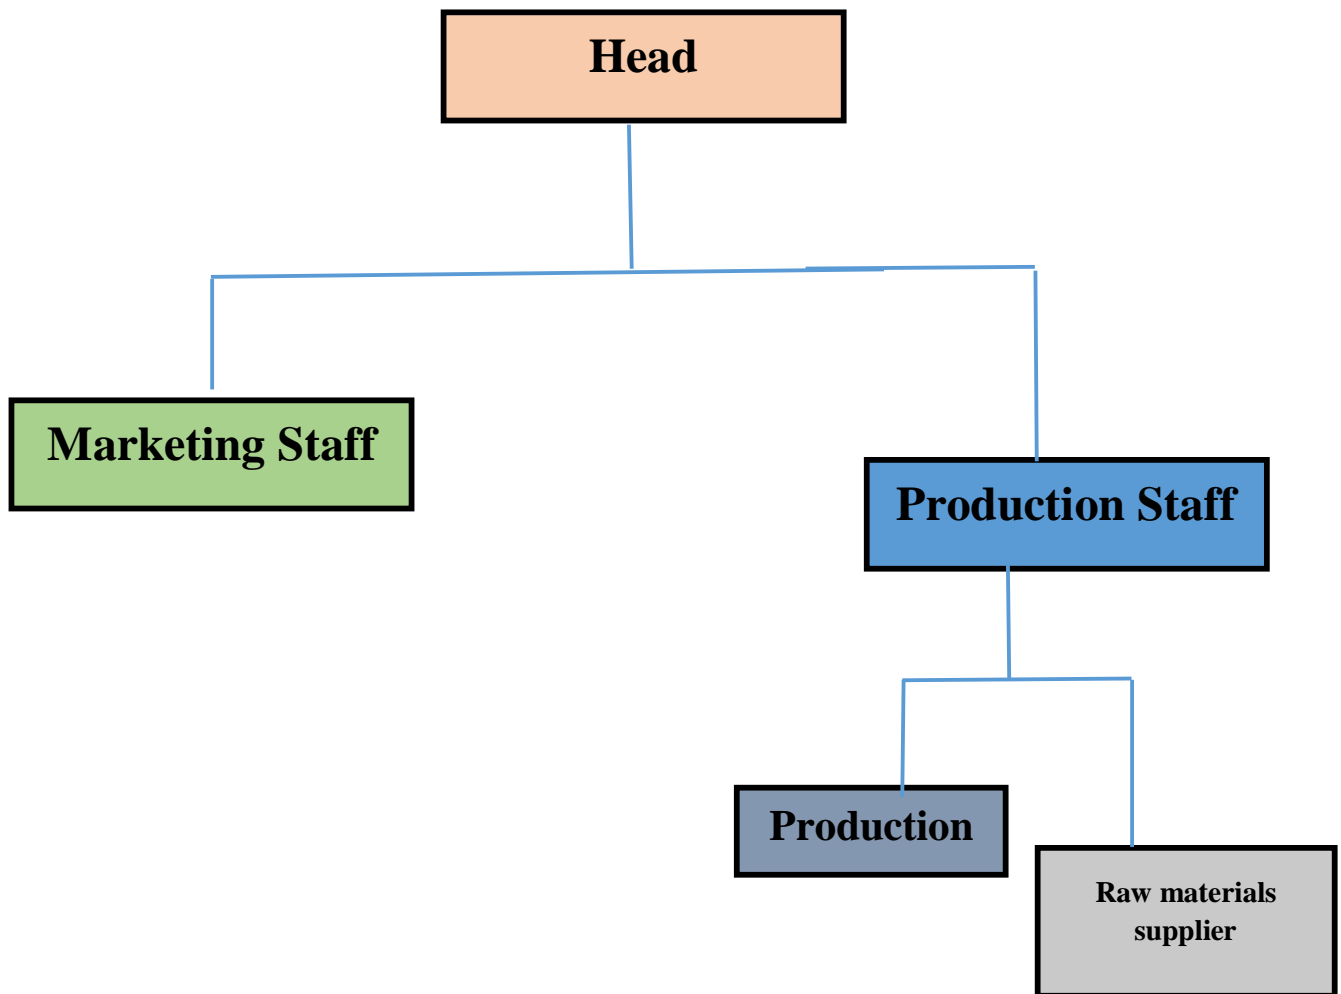 Head
Marketing Staff
Production Staff
Production
Raw materials
supplier